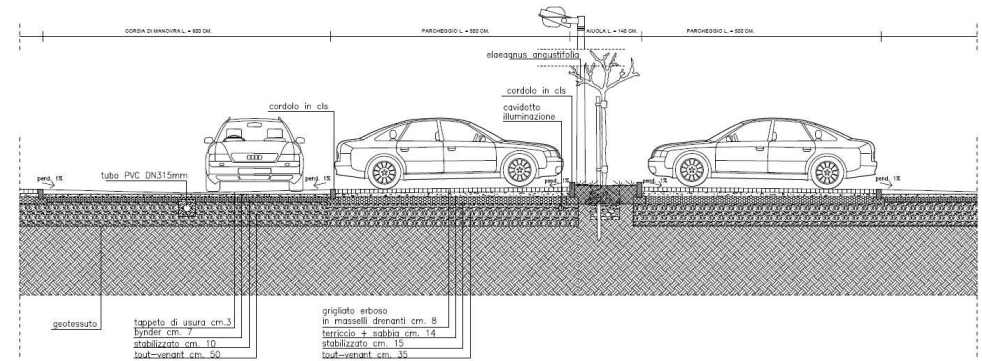 CORDIA DI MANOVRA L. = 600 CM.
PARCHEGGIO L. = 500 CM.
AIUOLA L. = 140 CM.
PARCHEGGIO L. = 500 CM.
elaeagnus angustifolia
cordolo in cls
cordolo in cls
cavidotto
illuminazione
tubo PVC DN315mm
pend. 1%
pend. 1%
pend. 1%
pend. 1%
pend. 1%
geotessuto
tappeto di usura cm.3
bynder cm. 7
stabilizzato cm. 10
tout-venant cm. 50
grigliato erboso
in masselli drenanti cm. 8
terriccio + sabbia cm. 14
stabilizzato cm. 15
tout-venant cm. 35